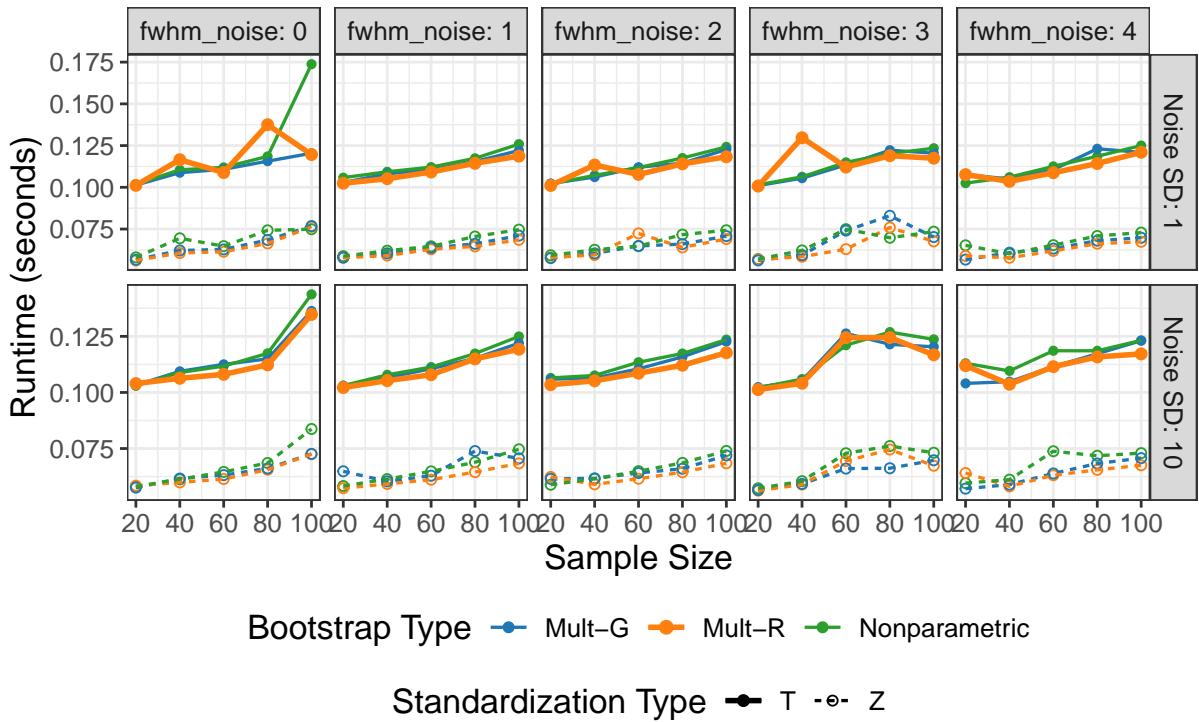 fwhm_noise: 0 fwhm_noise: 1 fwhm_noise: 2 fwhm_noise: 3 fwhm_noise: 4
0.175
0.150
0.125
0.100
0.075
Noise SD: 1
Runtime (seconds)
0.125
0.100
0.075
Noise SD: 10
20 40 60 80 100 20 40 60 80 100 20 40 60 80 100 20 40 60 80 100 20 40 60 80 100
Sample Size
Bootstrap Type Mult−G Mult−R Nonparametric
Standardization Type T Z